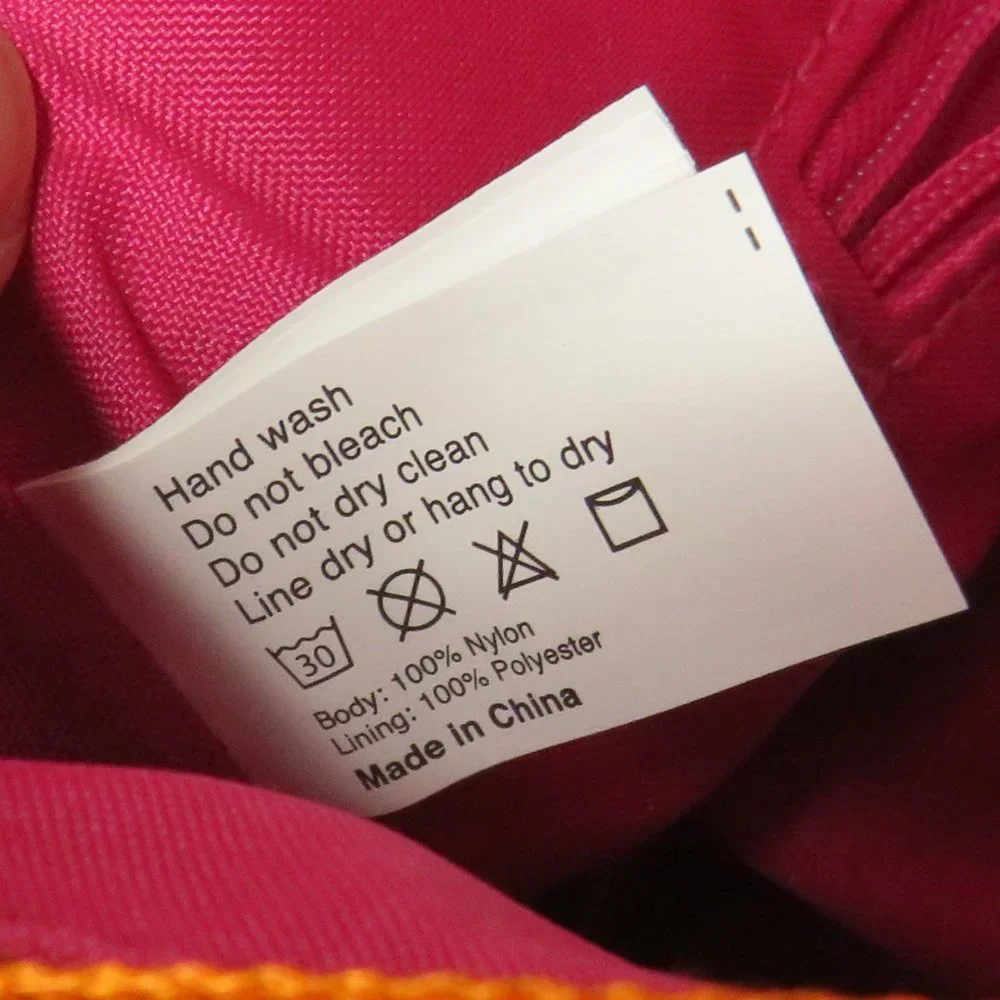 Hand wash
Do not bleach
Do not dry clean
Line dry or hang to dry
30
Body: 100% Nylon
Lining: 100% Polyester
Made in China